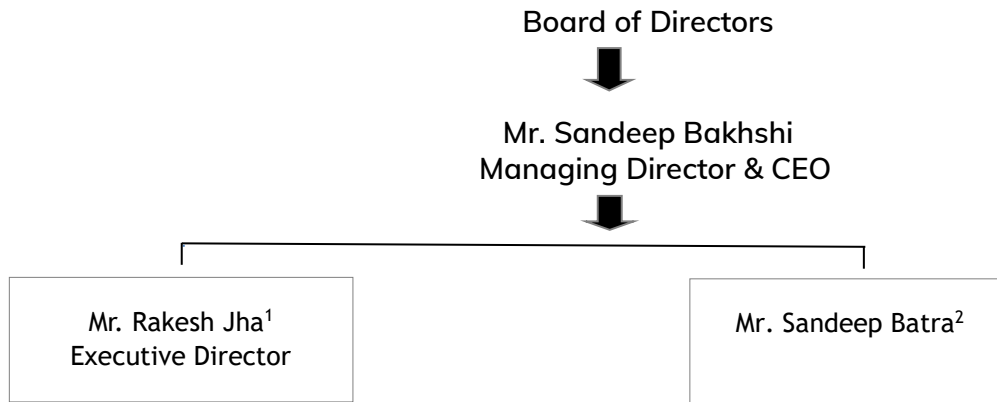 Board of Directors
Mr. Sandeep Bakhshi
Managing Director & CEO
Mr. Rakesh Jha¹
Executive Director
Mr. Sandeep Batra²